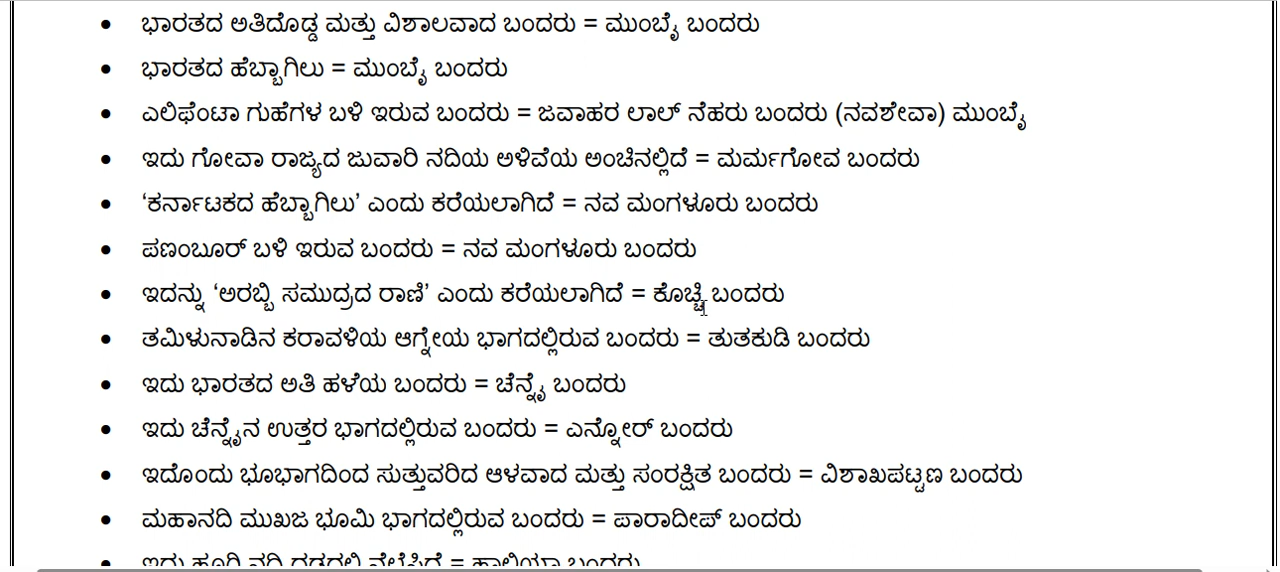 • ಭಾರತದ ಅತಿದೊಡ್ಡ ಮತ್ತು ವಿಶಾಲವಾದ ಬಂದರು = ಮುಂಬೈ ಬಂದರು
• ಭಾರತದ ಹೆಬ್ಬಾಗಿಲು = ಮುಂಬೈ ಬಂದರು
• ಎಲಿಫೆಂಟಾ ಗುಹೆಗಳ ಬಳಿ ಇರುವ ಬಂದರು = ಜವಾಹರ ಲಾಲ್ ನೆಹರು ಬಂದರು (ನವಶೇವಾ) ಮುಂಬೈ
• ಇದು ಗೋವಾ ರಾಜ್ಯದ ಜುವಾರಿ ನದಿಯ ಅಳಿವೆಯ ಅಂಚಿನಲ್ಲಿದೆ = ಮರ್ಮಗೋವ ಬಂದರು
• ‘ಕರ್ನಾಟಕದ ಹೆಬ್ಬಾಗಿಲು’ ಎಂದು ಕರೆಯಲಾಗಿದೆ = ನವ ಮಂಗಳೂರು ಬಂದರು
• ಪಣಂಬೂರ್ ಬಳಿ ಇರುವ ಬಂದರು = ನವ ಮಂಗಳೂರು ಬಂದರು
• ಇದನ್ನು ‘ಅರಬ್ಬಿ ಸಮುದ್ರದ ರಾಣಿ’ ಎಂದು ಕರೆಯಲಾಗಿದೆ = ಕೊಚ್ಚಿ ಬಂದರು
• ತಮಿಳುನಾಡಿನ ಕರಾವಳಿಯ ಆಗ್ನೇಯ ಭಾಗದಲ್ಲಿರುವ ಬಂದರು = ತುತಕುಡಿ ಬಂದರು
• ಇದು ಭಾರತದ ಅತಿ ಹಳೆಯ ಬಂದರು = ಚೆನ್ನೈ ಬಂದರು
• ಇದು ಚೆನ್ನೈನ ಉತ್ತರ ಭಾಗದಲ್ಲಿರುವ ಬಂದರು = ಎನ್ನೋರ್ ಬಂದರು
• ಇದೊಂದು ಭೂಭಾಗದಿಂದ ಸುತ್ತುವರಿದ ಆಳವಾದ ಮತ್ತು ಸಂರಕ್ಷಿತ ಬಂದರು = ವಿಶಾಖಪಟ್ಟಣ ಬಂದರು
• ಮಹಾನದಿ ಮುಖಜ ಭೂಮಿ ಭಾಗದಲ್ಲಿರುವ ಬಂದರು = ಪಾರಾದೀಪ್ ಬಂದರು
• ಇದು ನದಿ ದಡದಲ್ಲಿ ನೆಲೆಸಿದೆ = ಹಾಲ್ದಿಯಾ ಬಂದರು